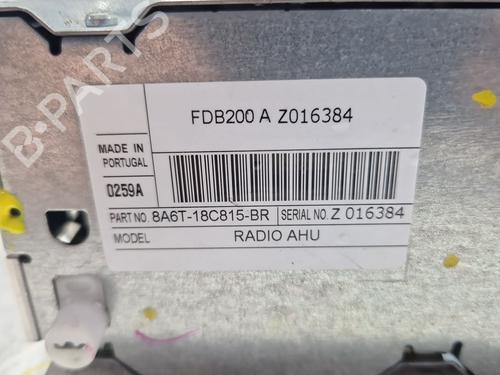 FDB200 A Z016384
MADE IN
PORTUGAL
0259A
PART NO. 8A6T-18C815-BR SERIAL NO. Z 016384
MODEL RADIO AHU
B-PARTS